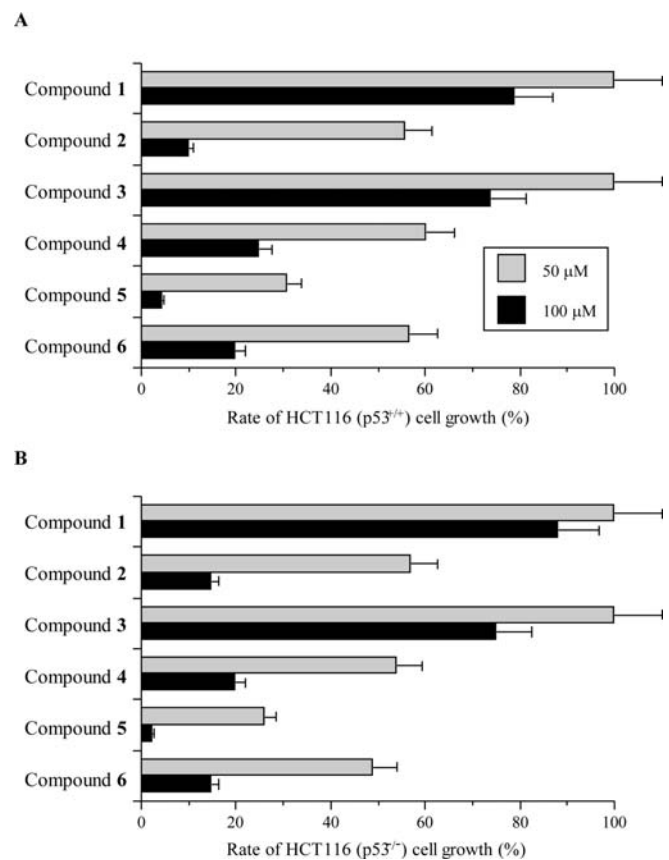 A
Compound 1
Compound 2
Compound 3
Compound 4
Compound 5
Compound 6
50 μM
100 μM
0 20 40 60 80 100
Rate of HCT116 (p53+/+) cell growth (%)
B
Compound 1
Compound 2
Compound 3
Compound 4
Compound 5
Compound 6
0 20 40 60 80 100
Rate of HCT116 (p53-/-) cell growth (%)